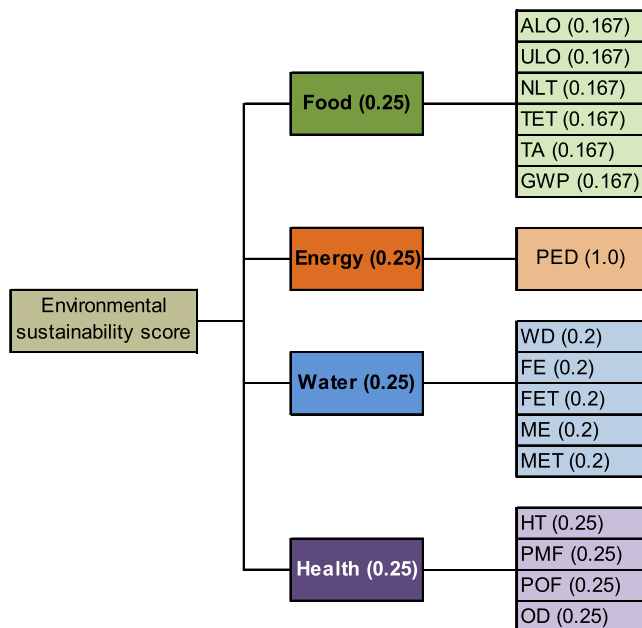 Environmental
sustainability score
Food (0.25)
ALO (0.167)
ULO (0.167)
NLT (0.167)
TET (0.167)
TA (0.167)
GWP (0.167)
Energy (0.25)
PED (1.0)
Water (0.25)
WD (0.2)
FE (0.2)
FET (0.2)
ME (0.2)
MET (0.2)
Health (0.25)
HT (0.25)
PMF (0.25)
POF (0.25)
OD (0.25)